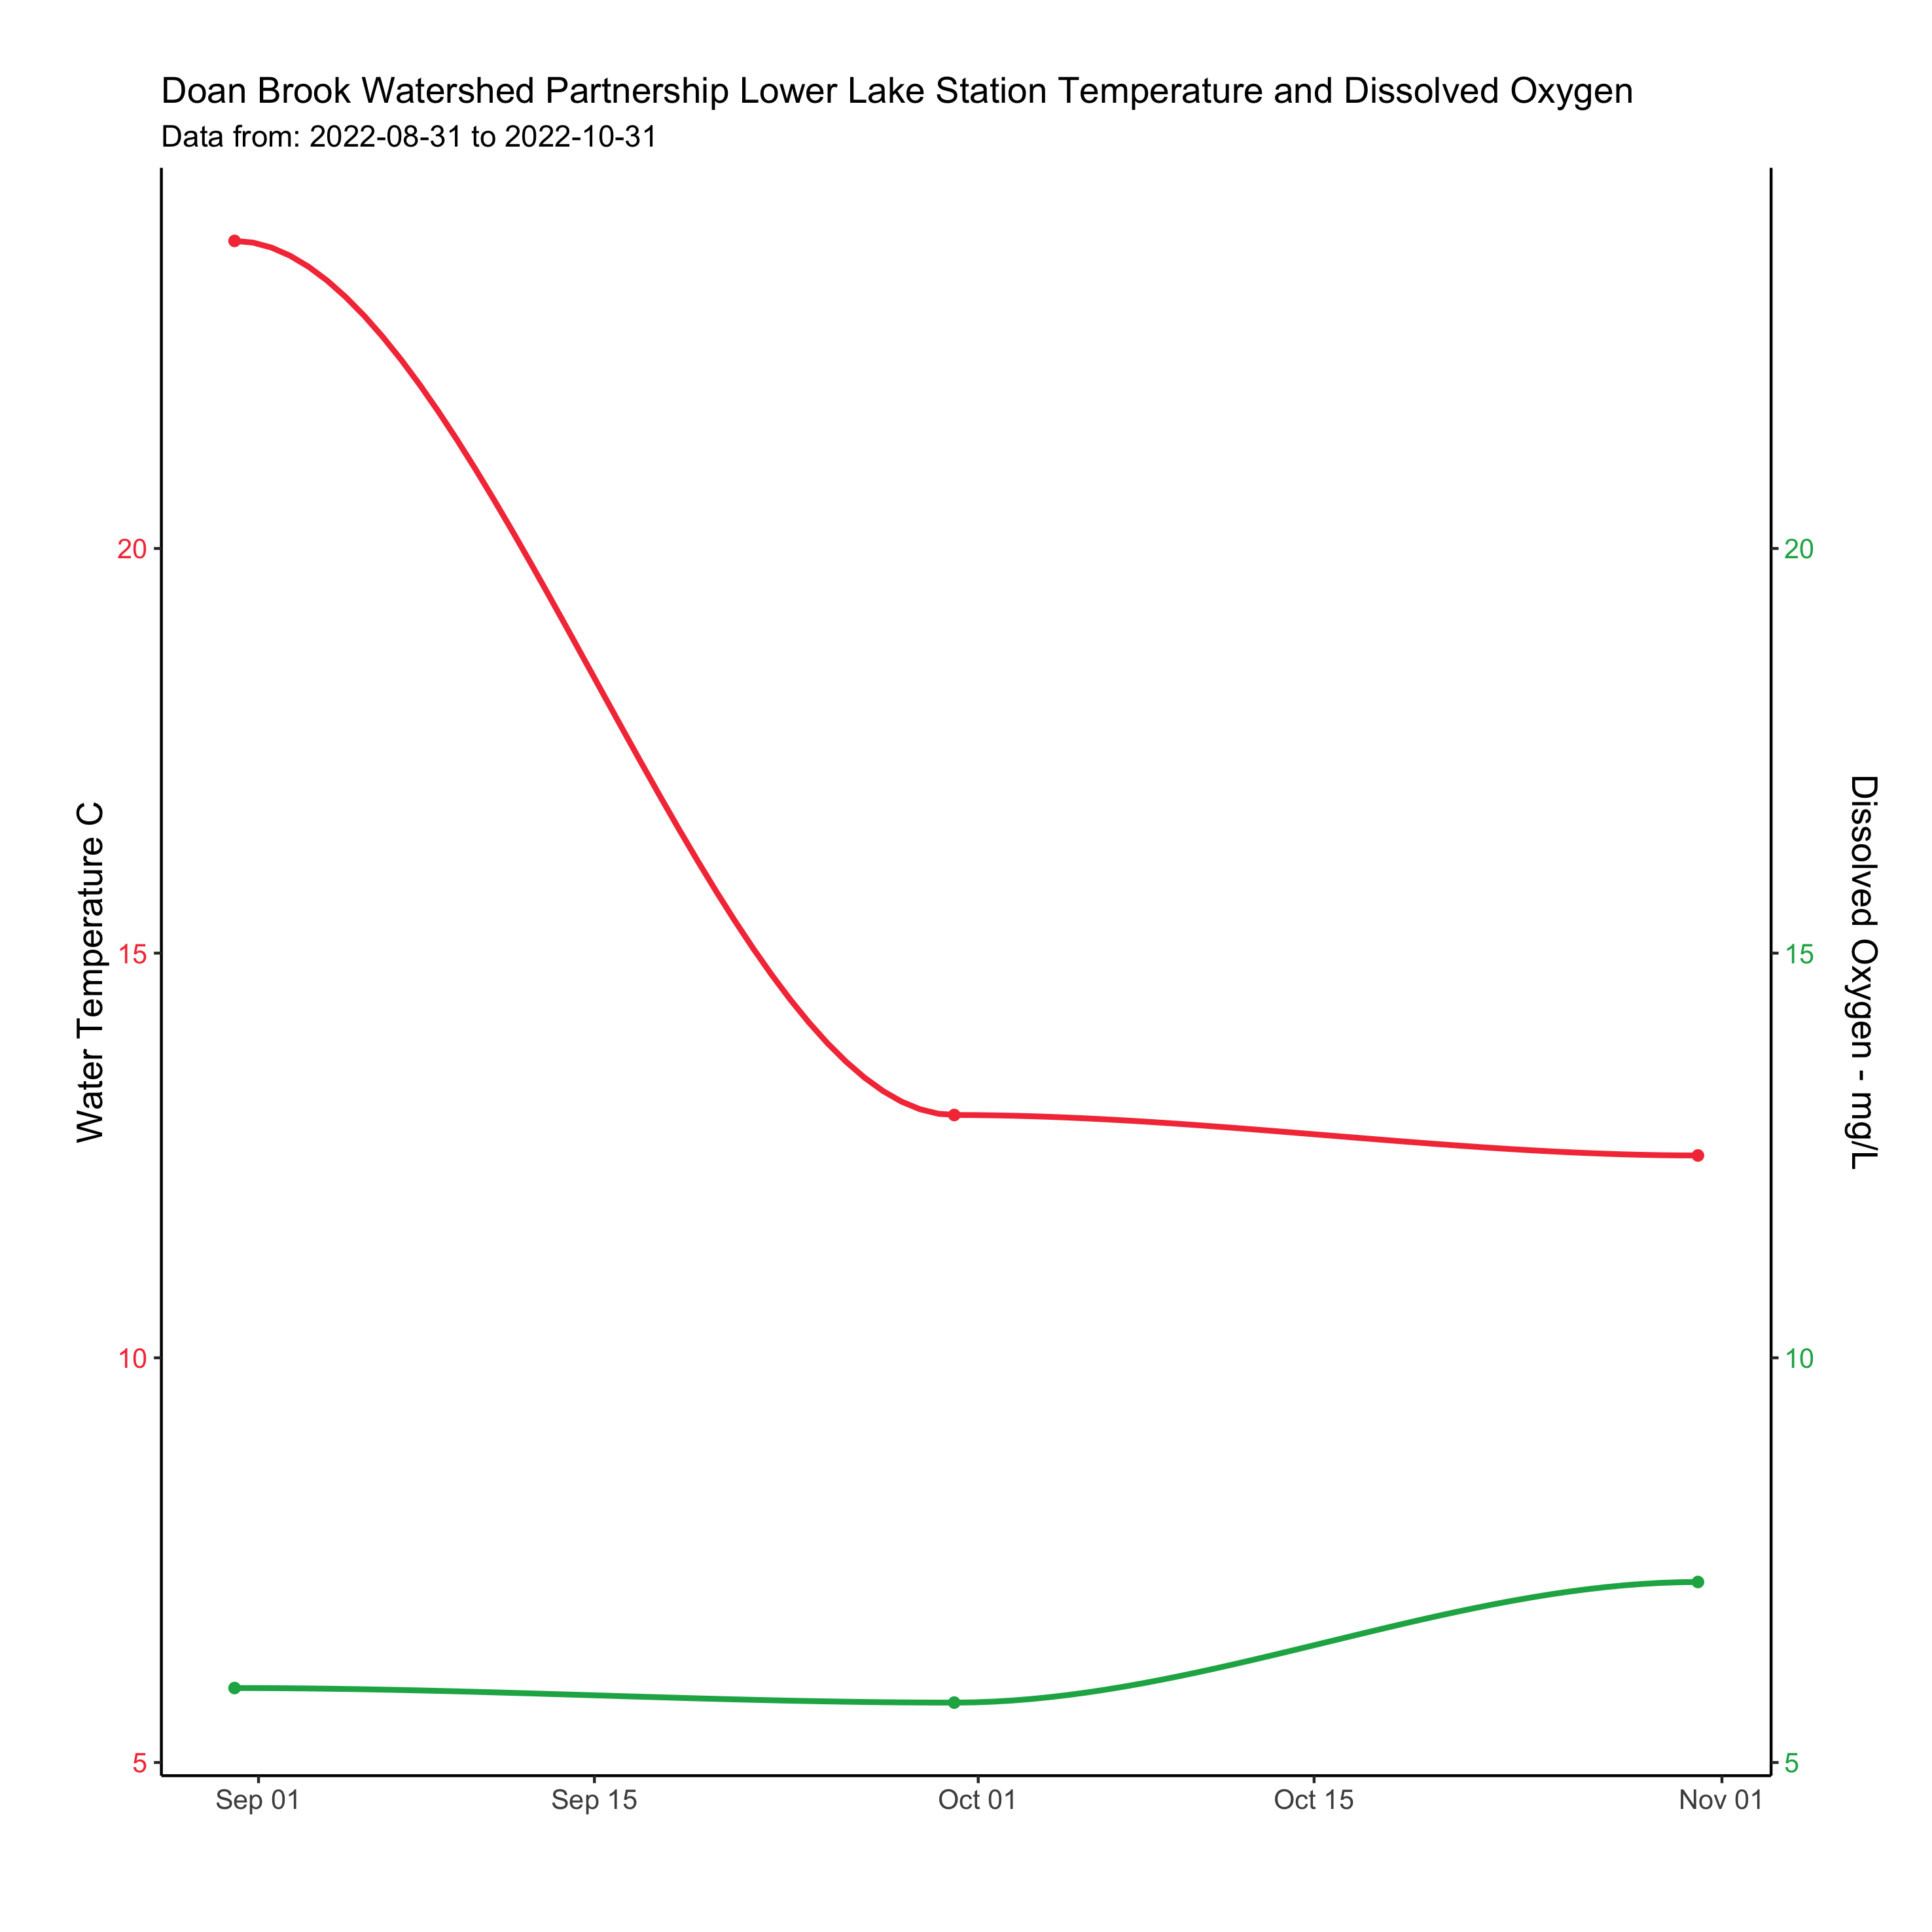 Doan Brook Watershed Partnership Lower Lake Station Temperature and Dissolved Oxygen
Data from: 2022-08-31 to 2022-10-31
Water Temperature C
20
15
10
5
20
15
10
5
Dissolved Oxygen - mg/L
Sep 01
Sep 15
Oct 01
Oct 15
Nov 01